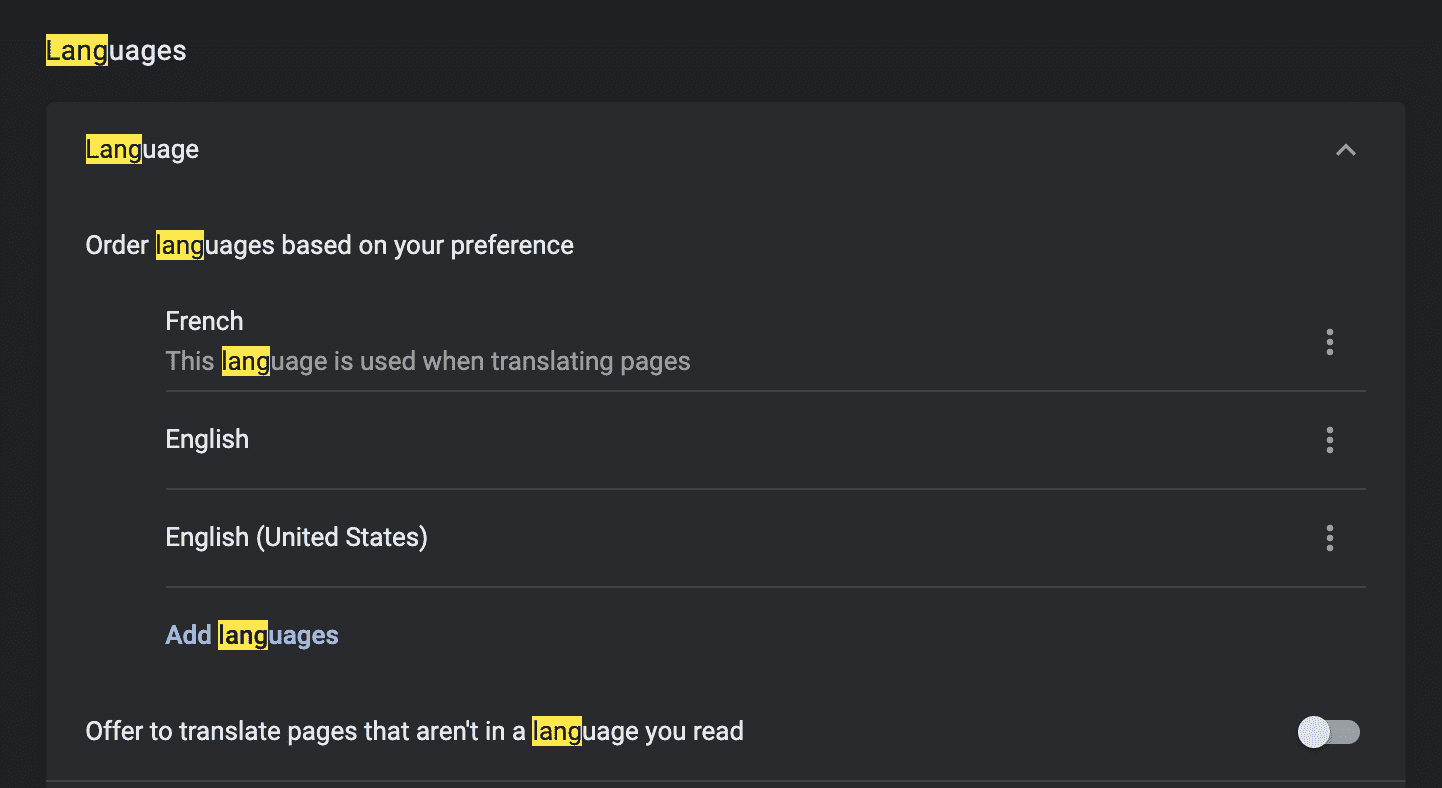 Languages
Language
Order languages based on your preference
French
This language is used when translating pages
English
English (United States)
Add languages
Offer to translate pages that aren't in a language you read